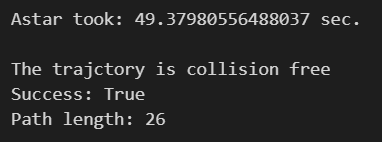 Astar took: 49.37980556488037 sec.
The trajctory is collision free
Success: True
Path length: 26